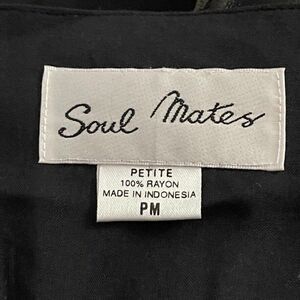 Soul Mates
PETITE
100% RAYON
MADE IN INDONESIA
PM